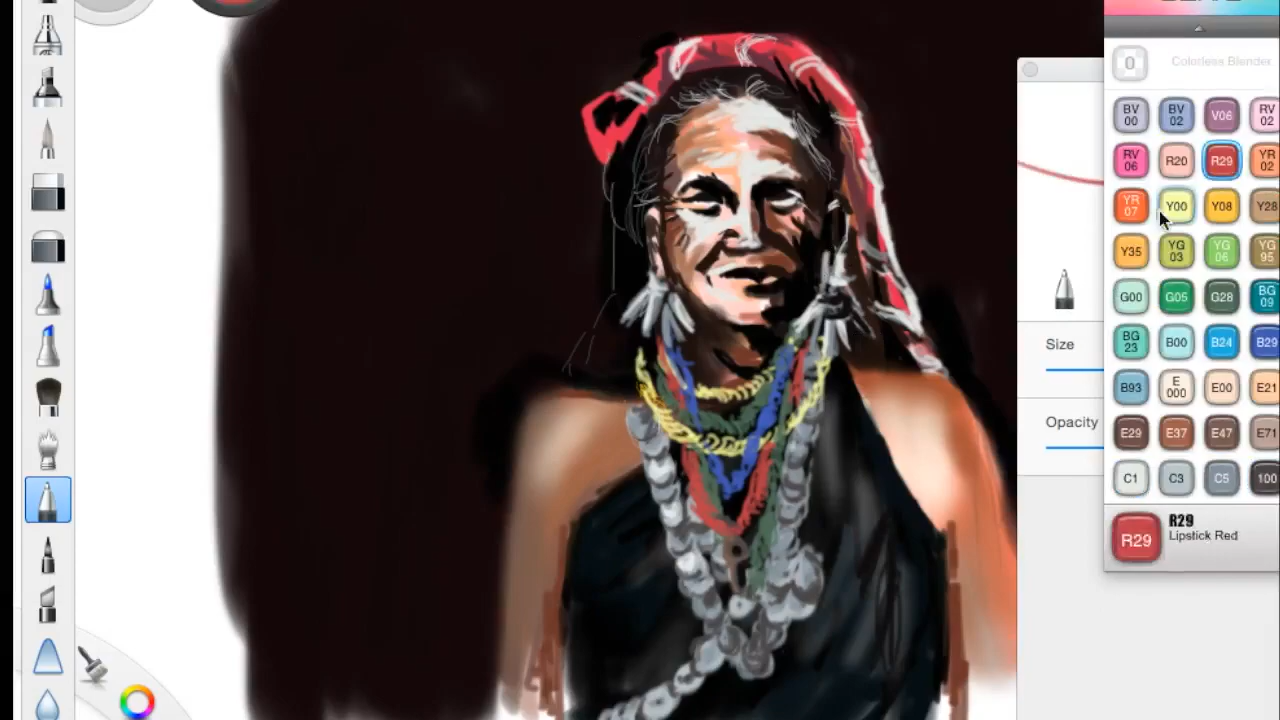 0 Colorless Blender
BV 00 BV 02 V06 RV 02
RV 06 R20 R29 YR 02
YR 07 Y00 Y08 Y28
Y35 YG 03 YG 06 YG 95
G00 G05 G28 BG 09
BG 23 B00 B24 B29
B93 E 000 E00 E21
E29 E37 E47 E71
C1 C3 C5 100
R29 R29
Lipstick Red
Size
Opacity